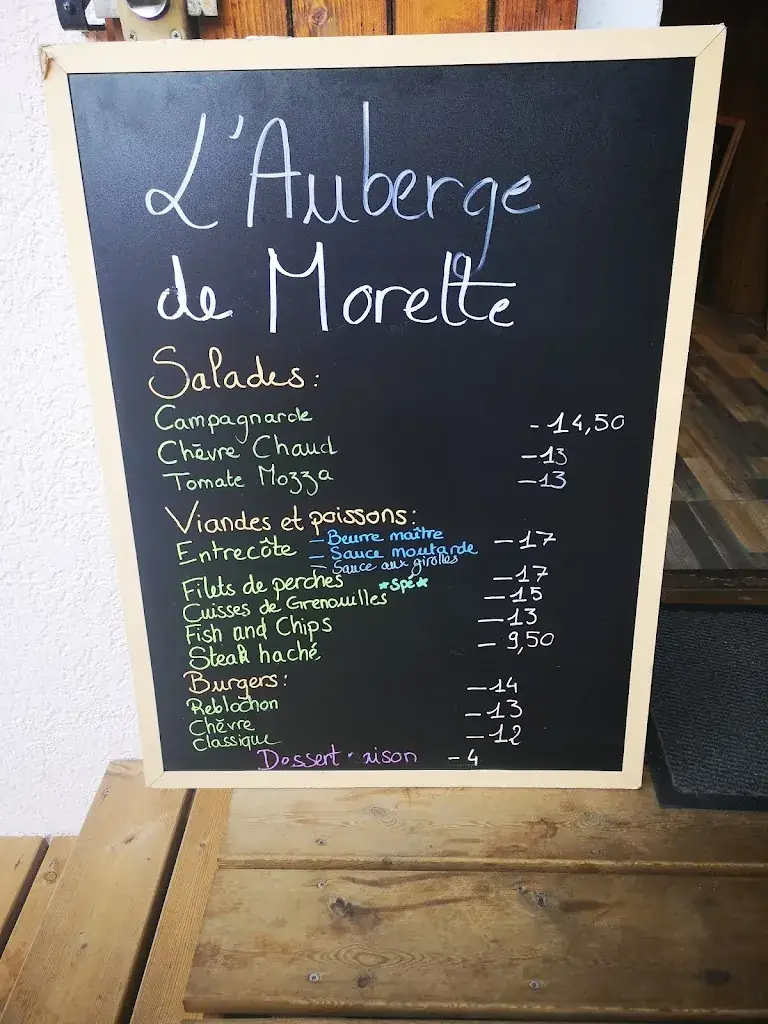 L'Auberge
de Morette
Salades:
Campagnarde -14,50
Chèvre Chaud -13
Tomate Mozza -13
Viandes et poissons:
Entrecôte - Beurre maître -17
- Sauce moutarde
- Sauce aux girolles
Filets de perches *Spé* -17
Cuisses de Grenouilles -15
Fish and Chips -13
Steak haché - 9,50
Burgers:
Reblochon -14
Chèvre -13
Classique -12
Dessert -4